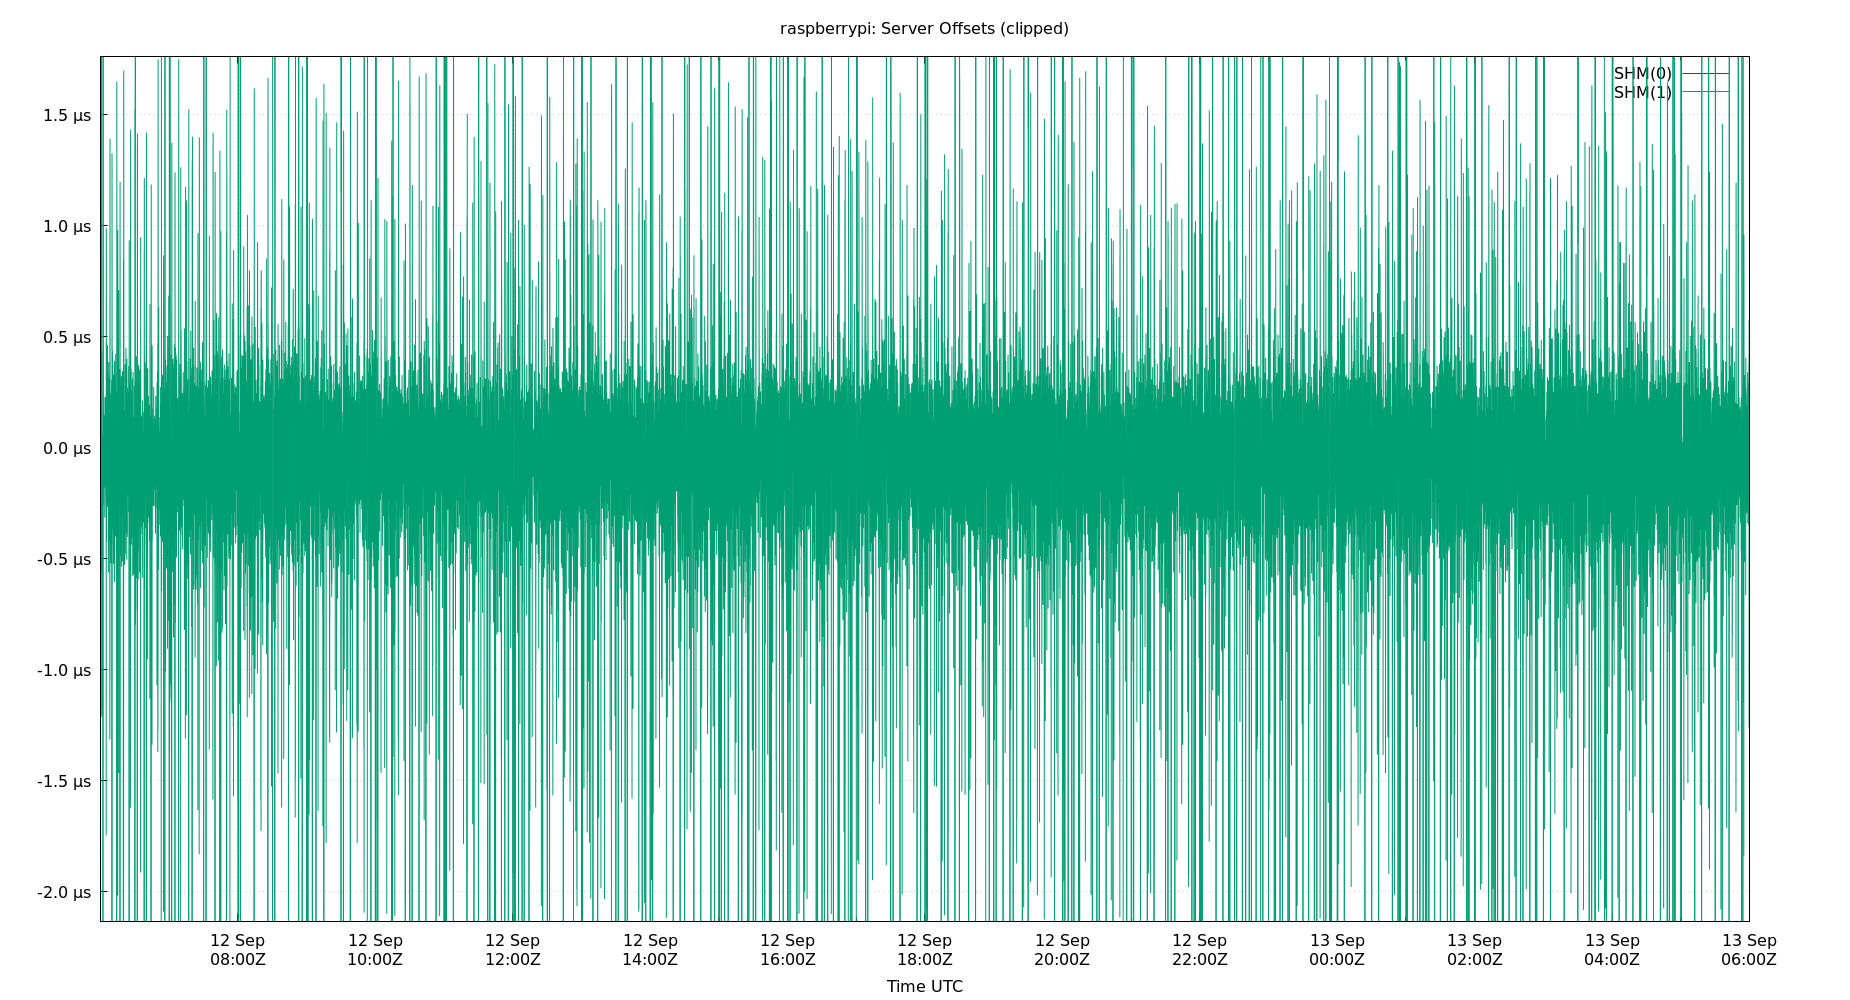 raspberrypi: Server Offsets (clipped)
SHM(0)
SHM(1)
1.5 µs
1.0 µs
0.5 µs
0.0 µs
-0.5 µs
-1.0 µs
-1.5 µs
-2.0 µs
12 Sep 12 Sep 12 Sep 12 Sep 12 Sep 12 Sep 12 Sep 12 Sep 13 Sep 13 Sep 13 Sep 13 Sep
08:00Z 10:00Z 12:00Z 14:00Z 16:00Z 18:00Z 20:00Z 22:00Z 00:00Z 02:00Z 04:00Z 06:00Z
Time UTC